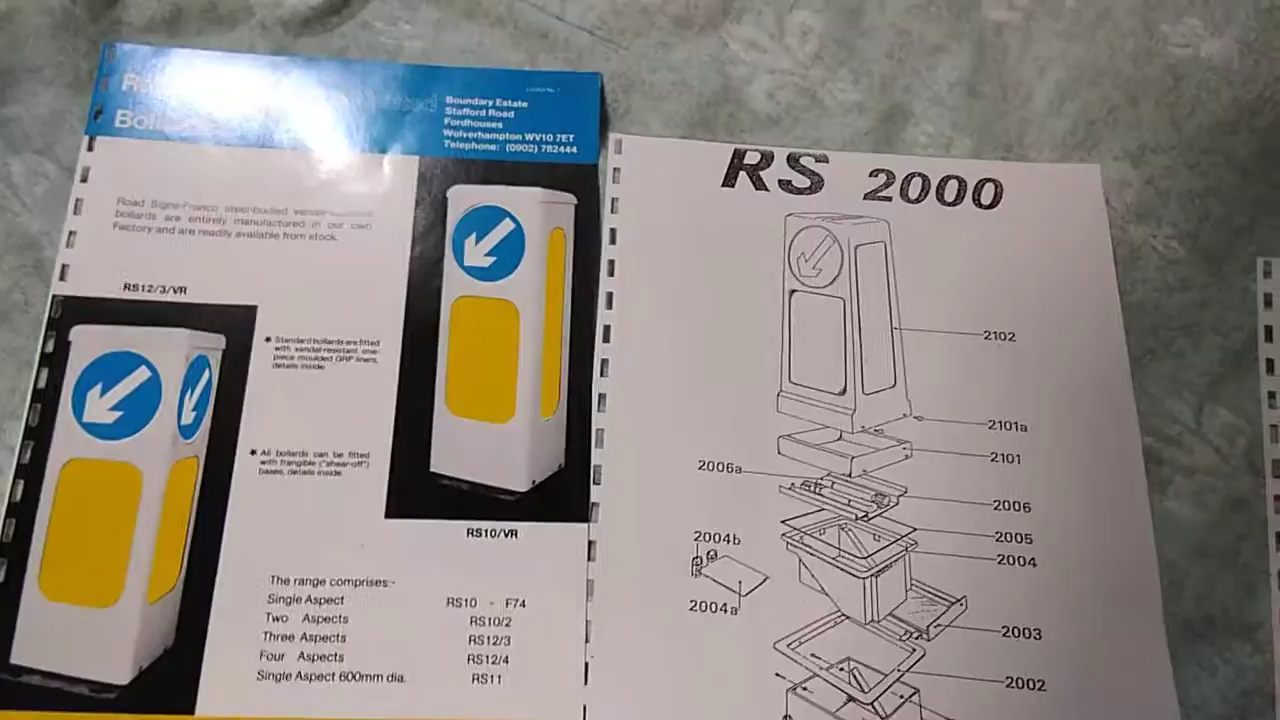 Boundary Estate
Stafford Road
Fordhouses
Wolverhampton WV10 7ET
Telephone: (0902) 782444
Road Signs-Franco steel-bodied
bollards are entirely manufactured in our own
Factory and are readily available from stock.
RS12/3/VR
★ Standard bollards are fitted
with vandal-resistant one-
piece moulded GRP liners,
details inside.
★ All bollards can be fitted
with frangible ("shear-off")
bases, details inside.
RS10/VR
The range comprises:-
Single Aspect RS10 - F74
Two Aspects RS10/2
Three Aspects RS12/3
Four Aspects RS12/4
Single Aspect 600mm dia. RS11
RS 2000
2102
2101a
2101
2006a
2006
2005
2004b
2004
2004a
2003
2002